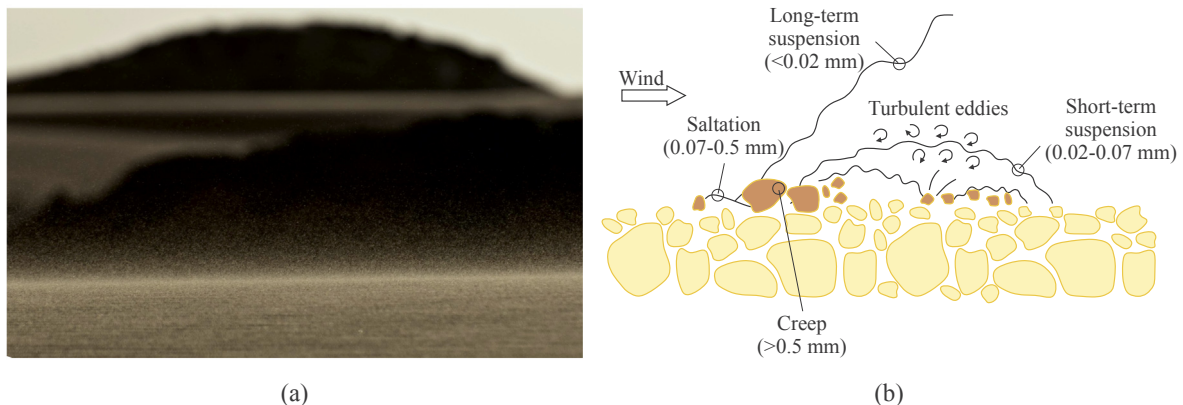 Long-term
suspension
(<0.02 mm)
Wind
Turbulent eddies
Short-term
suspension
(0.02-0.07 mm)
Saltation
(0.07-0.5 mm)
Creep
(>0.5 mm)
(a)
(b)